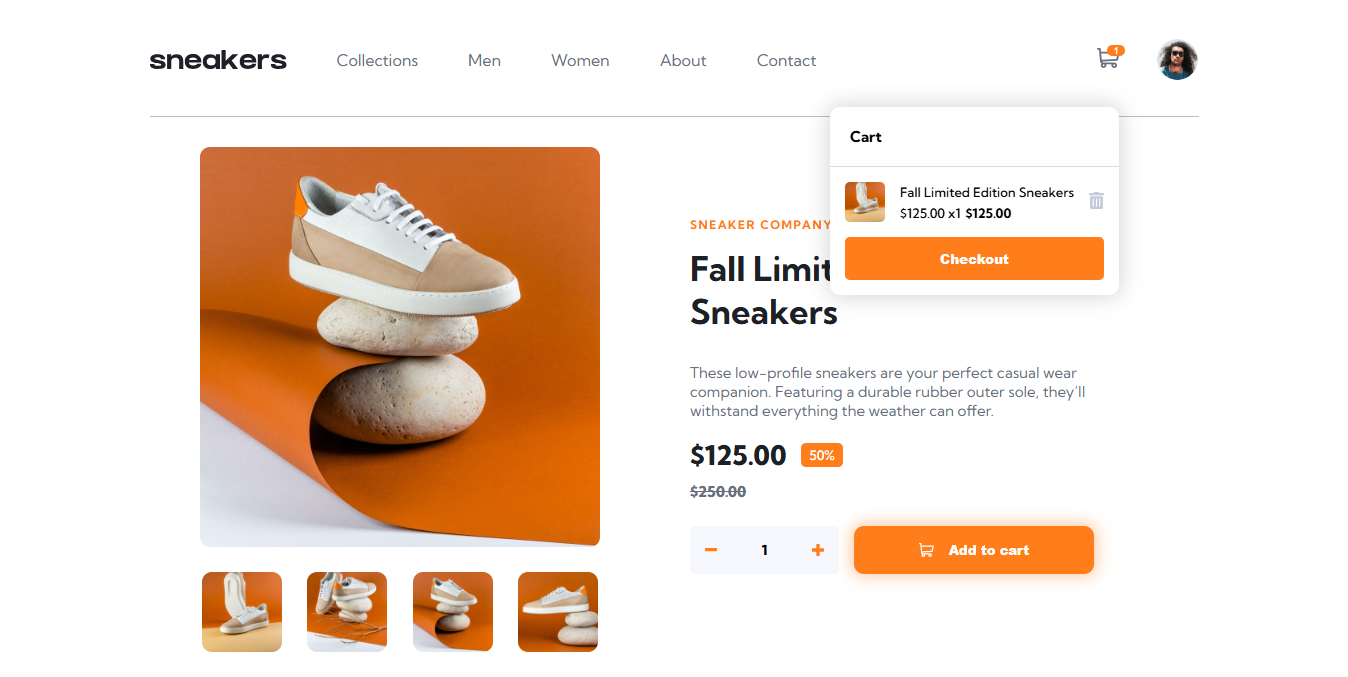 sneakers
Collections
Men
Women
About
Contact
1
Cart
Fall Limited Edition Sneakers
$125.00 x1 $125.00
Checkout
SNEAKER COMPANY
Fall Limit
Sneakers
These low-profile sneakers are your perfect casual wear
companion. Featuring a durable rubber outer sole, they’ll
withstand everything the weather can offer.
$125.00 50%
$250.00
1
Add to cart